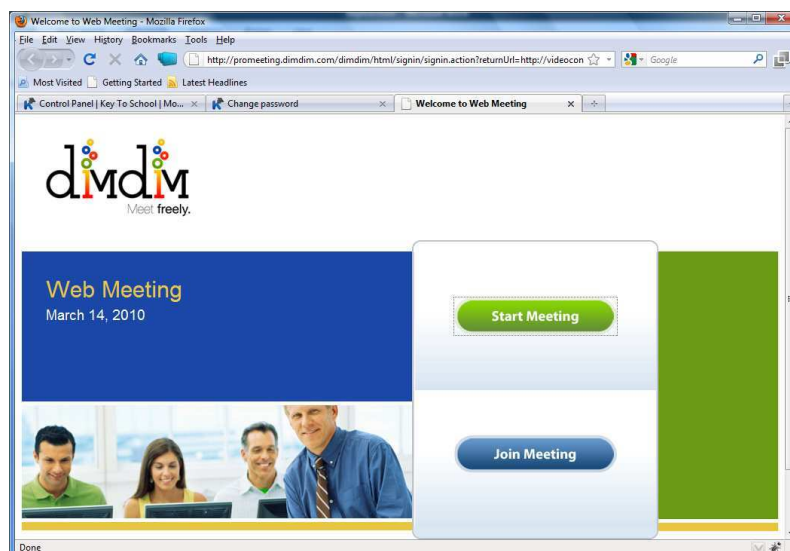 Welcome to Web Meeting - Mozilla Firefox
File Edit View History Bookmarks Tools Help
http://promeeting.dimdim.com/dimdim/html/signin/signin.action?returnUrl=http://videocon
Google
Most Visited Getting Started Latest Headlines
Control Panel | Key To School | Mo... Change password Welcome to Web Meeting
dimdim
Meet freely.
Web Meeting
March 14, 2010
Start Meeting
Join Meeting
Done